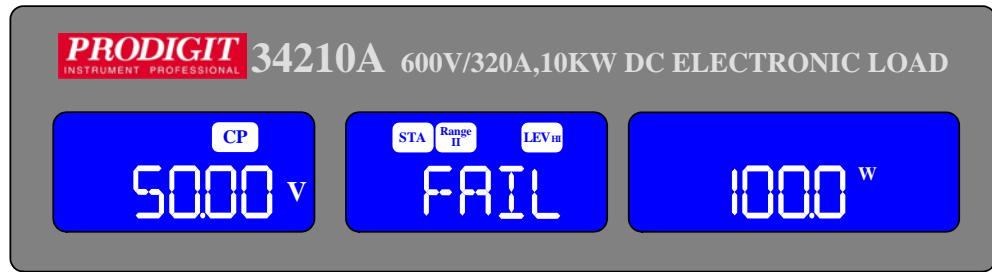 PRODIGIT
INSTRUMENT PROFESSIONAL
34210A 600V/320A,10KW DC ELECTRONIC LOAD
CP
50.00 V
STA Range II LEV HI
FAIL
100.0 W